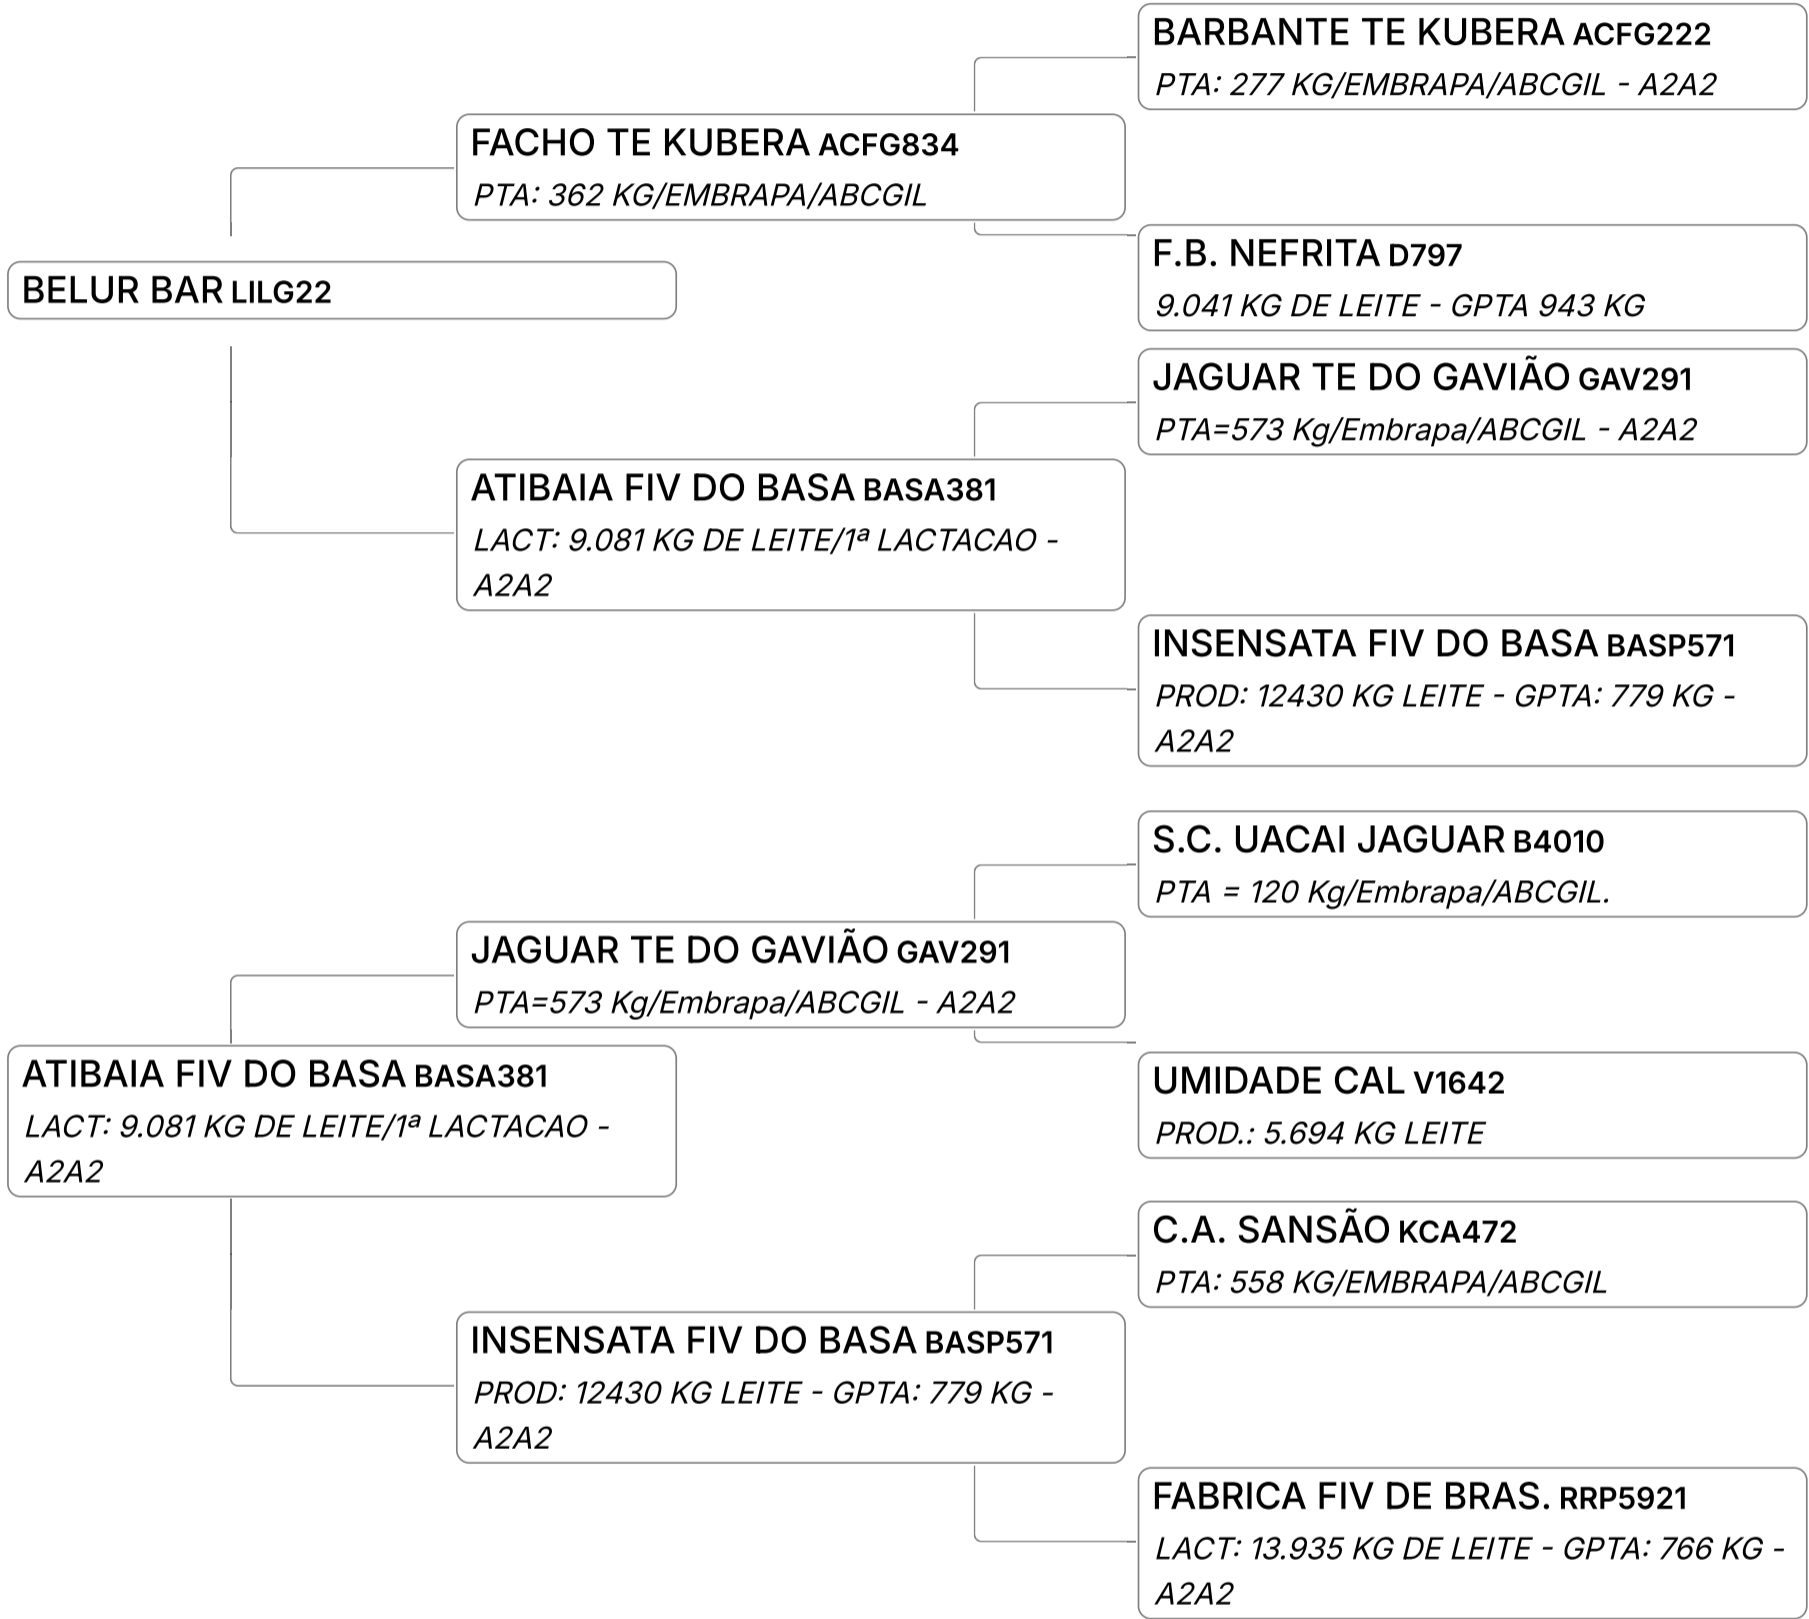 BARBANTE TE KUBERA ACFG222
PTA: 277 KG/EMBRAPA/ABCGIL - A2A2
FACHO TE KUBERA ACFG834
PTA: 362 KG/EMBRAPA/ABCGIL
F.B. NEFRITA D797
9.041 KG DE LEITE - GPTA 943 KG
BELUR BAR LILG22
JAGUAR TE DO GAVIÃO GAV291
PTA=573 Kg/Embrapa/ABCGIL - A2A2
ATIBAIA FIV DO BASA BASA381
LACT: 9.081 KG DE LEITE/1ª LACTACAO -
A2A2
INSENSATA FIV DO BASA BASP571
PROD: 12430 KG LEITE - GPTA: 779 KG -
A2A2
S.C. UACAI JAGUAR B4010
PTA = 120 Kg/Embrapa/ABCGIL.
JAGUAR TE DO GAVIÃO GAV291
PTA=573 Kg/Embrapa/ABCGIL - A2A2
UMIDADE CAL V1642
PROD.: 5.694 KG LEITE
ATIBAIA FIV DO BASA BASA381
LACT: 9.081 KG DE LEITE/1ª LACTACAO -
A2A2
C.A. SANSÃO KCA472
PTA: 558 KG/EMBRAPA/ABCGIL
INSENSATA FIV DO BASA BASP571
PROD: 12430 KG LEITE - GPTA: 779 KG -
A2A2
FABRICA FIV DE BRAS. RRP5921
LACT: 13.935 KG DE LEITE - GPTA: 766 KG -
A2A2